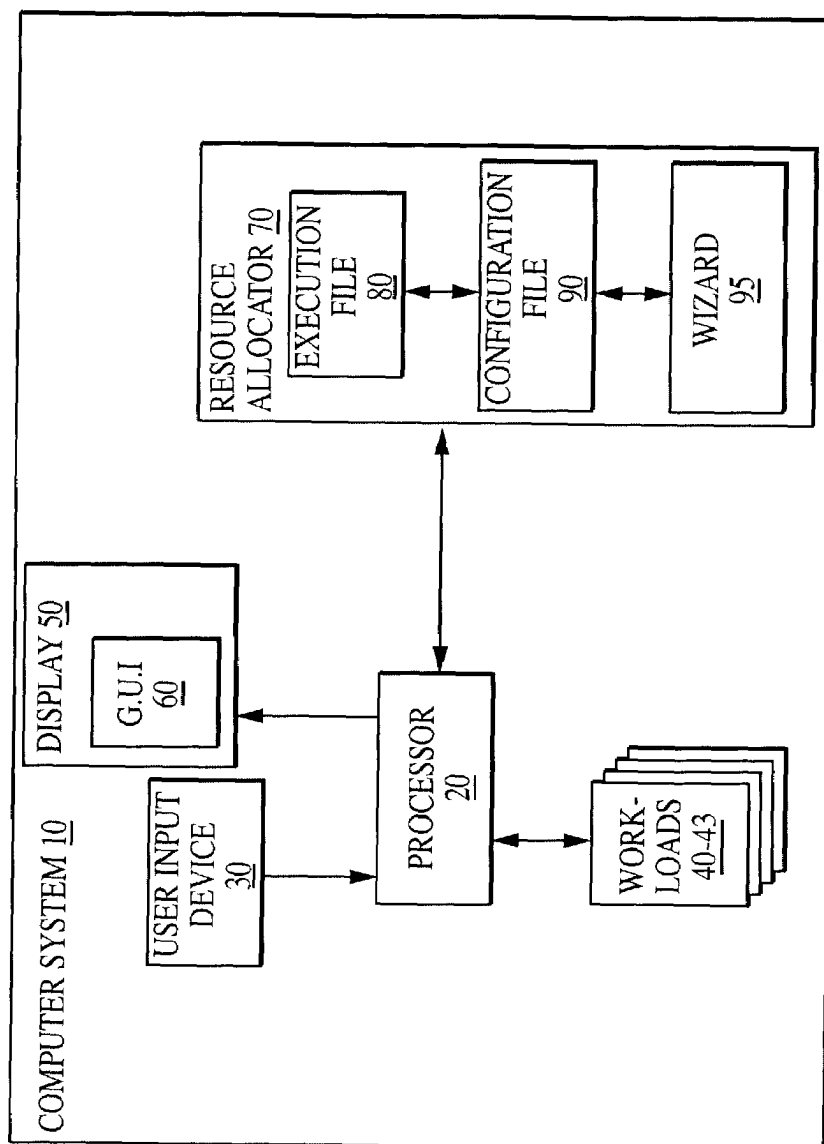 COMPUTER SYSTEM 10
DISPLAY 50
G.U.I
60
USER INPUT
DEVICE
30
PROCESSOR
20
WORK-
LOADS
40-43
RESOURCE
ALLOCATOR 70
EXECUTION
FILE
80
CONFIGURATION
FILE
90
WIZARD
95